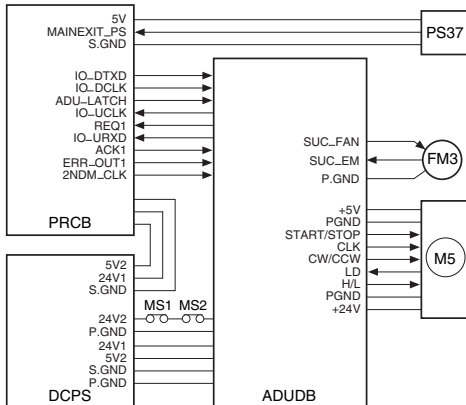 5V
MAINEXIT_PS
S.GND
PS37
IO_DTXD
IO_DCLK
ADU_LATCH
IO_UCLK
REQ1
IO_URXD
ACK1
ERR_OUT1
2NDM_CLK
PRCB
SUC_FAN
SUC_EM
P.GND
FM3
+5V
PGND
START/STOP
CLK
CW/CCW
LD
H/L
PGND
+24V
M5
5V2
24V1
S.GND
MS1 MS2
24V2
P.GND
24V1
5V2
S.GND
P.GND
DCPS
ADUDB